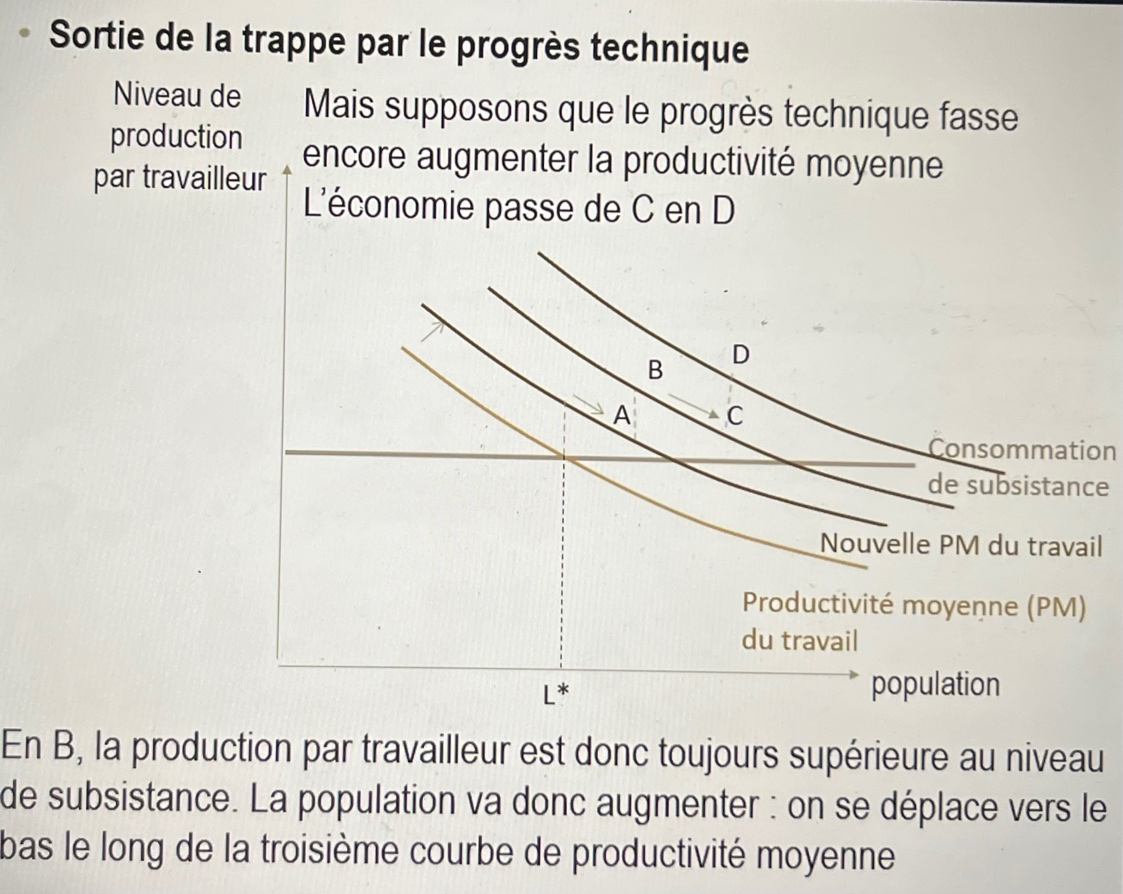 • Sortie de la trappe par le progrès technique
Niveau de
production
par travailleur
Mais supposons que le progrès technique fasse
encore augmenter la productivité moyenne
L'économie passe de C en D
D
B
A
C
Consommation
de subsistance
Nouvelle PM du travail
Productivité moyenne (PM)
du travail
L*
population
En B, la production par travailleur est donc toujours supérieure au niveau
de subsistance. La population va donc augmenter : on se déplace vers le
bas le long de la troisième courbe de productivité moyenne